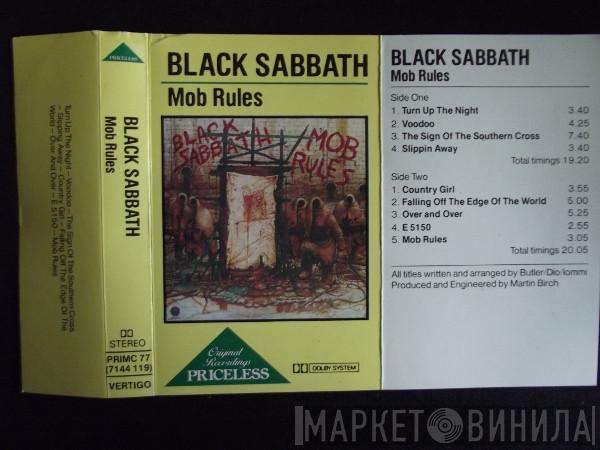 Turn Up The Night – Voodoo – The Sign Of The Southern Cross
– Slipping Away – Country Girl – Falling Off The Edge Of The
World – Over And Over – E 5150 – Mob Rules
PRICELESS
BLACK SABBATH
Mob Rules
STEREO
PRIMC 77
(7144 119)
VERTIGO
BLACK SABBATH
Mob Rules
BLACK SABBATH
MOB RULES
Original
Recordings
PRICELESS
DOLBY SYSTEM
BLACK SABBATH
Mob Rules
Side One
1. Turn Up The Night 3.40
2. Voodoo 4.25
3. The Sign Of The Southern Cross 7.40
4. Slippin Away 3.40
Total timings 19.20
Side Two
1. Country Girl 3.55
2. Falling Off The Edge Of The World 5.00
3. Over and Over 5.25
4. E 5150 2.55
5. Mob Rules 3.05
Total timings 20.05
All titles written and arranged by Butler/Dio/Iommi
Produced and Engineered by Martin Birch
МАРКЕТ ВИНИЛА